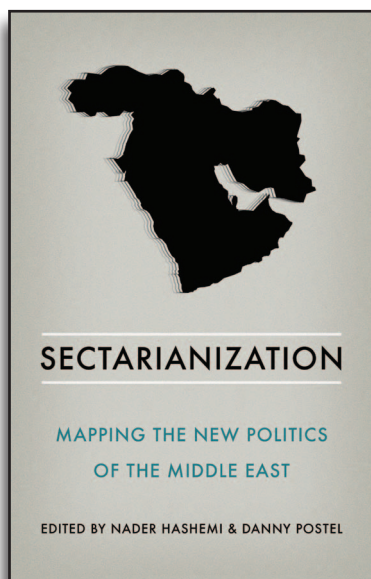 SECTARIANIZATION
MAPPING THE NEW POLITICS
OF THE MIDDLE EAST
EDITED BY NADER HASHEMI & DANNY POSTEL